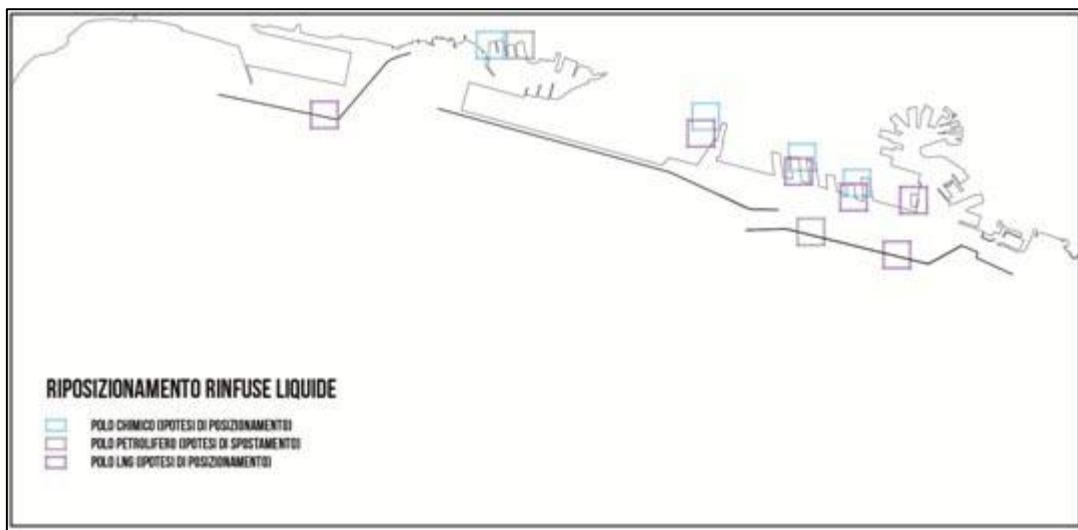 RIPOSIZIONAMENTO RINFUSE LIQUIDE
POLO CHIMICO (IPOTESI DI POSIZIONAMENTO)
POLO PETROLIFERO (IPOTESI DI SPOSTAMENTO)
POLO LNG (IPOTESI DI POSIZIONAMENTO)